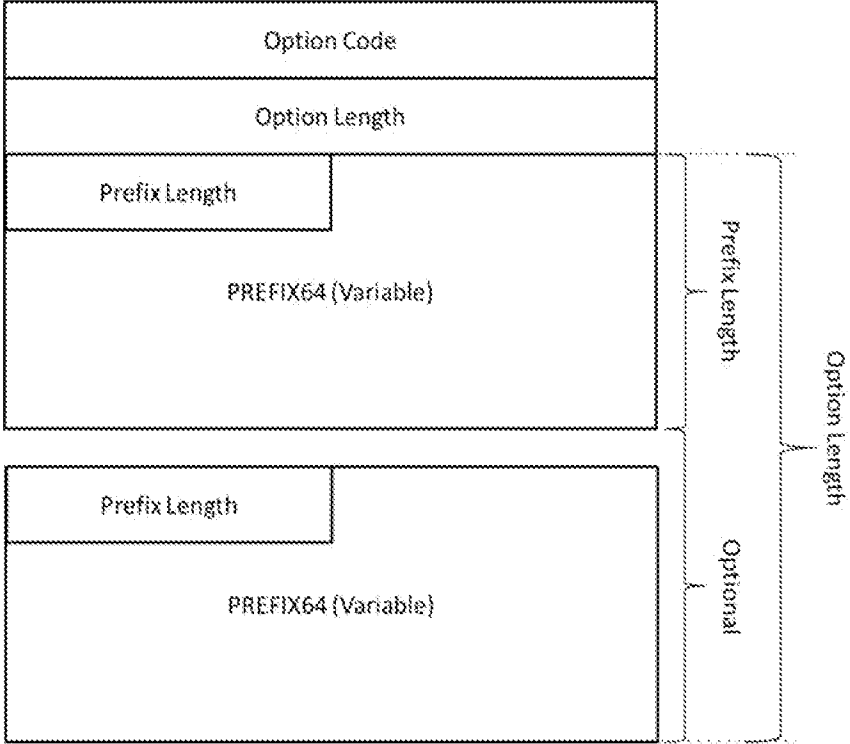 Option Code
Option Length
Prefix Length
PREFIX64 (Variable)
Prefix Length
Option Length
Prefix Length
PREFIX64 (Variable)
Optional